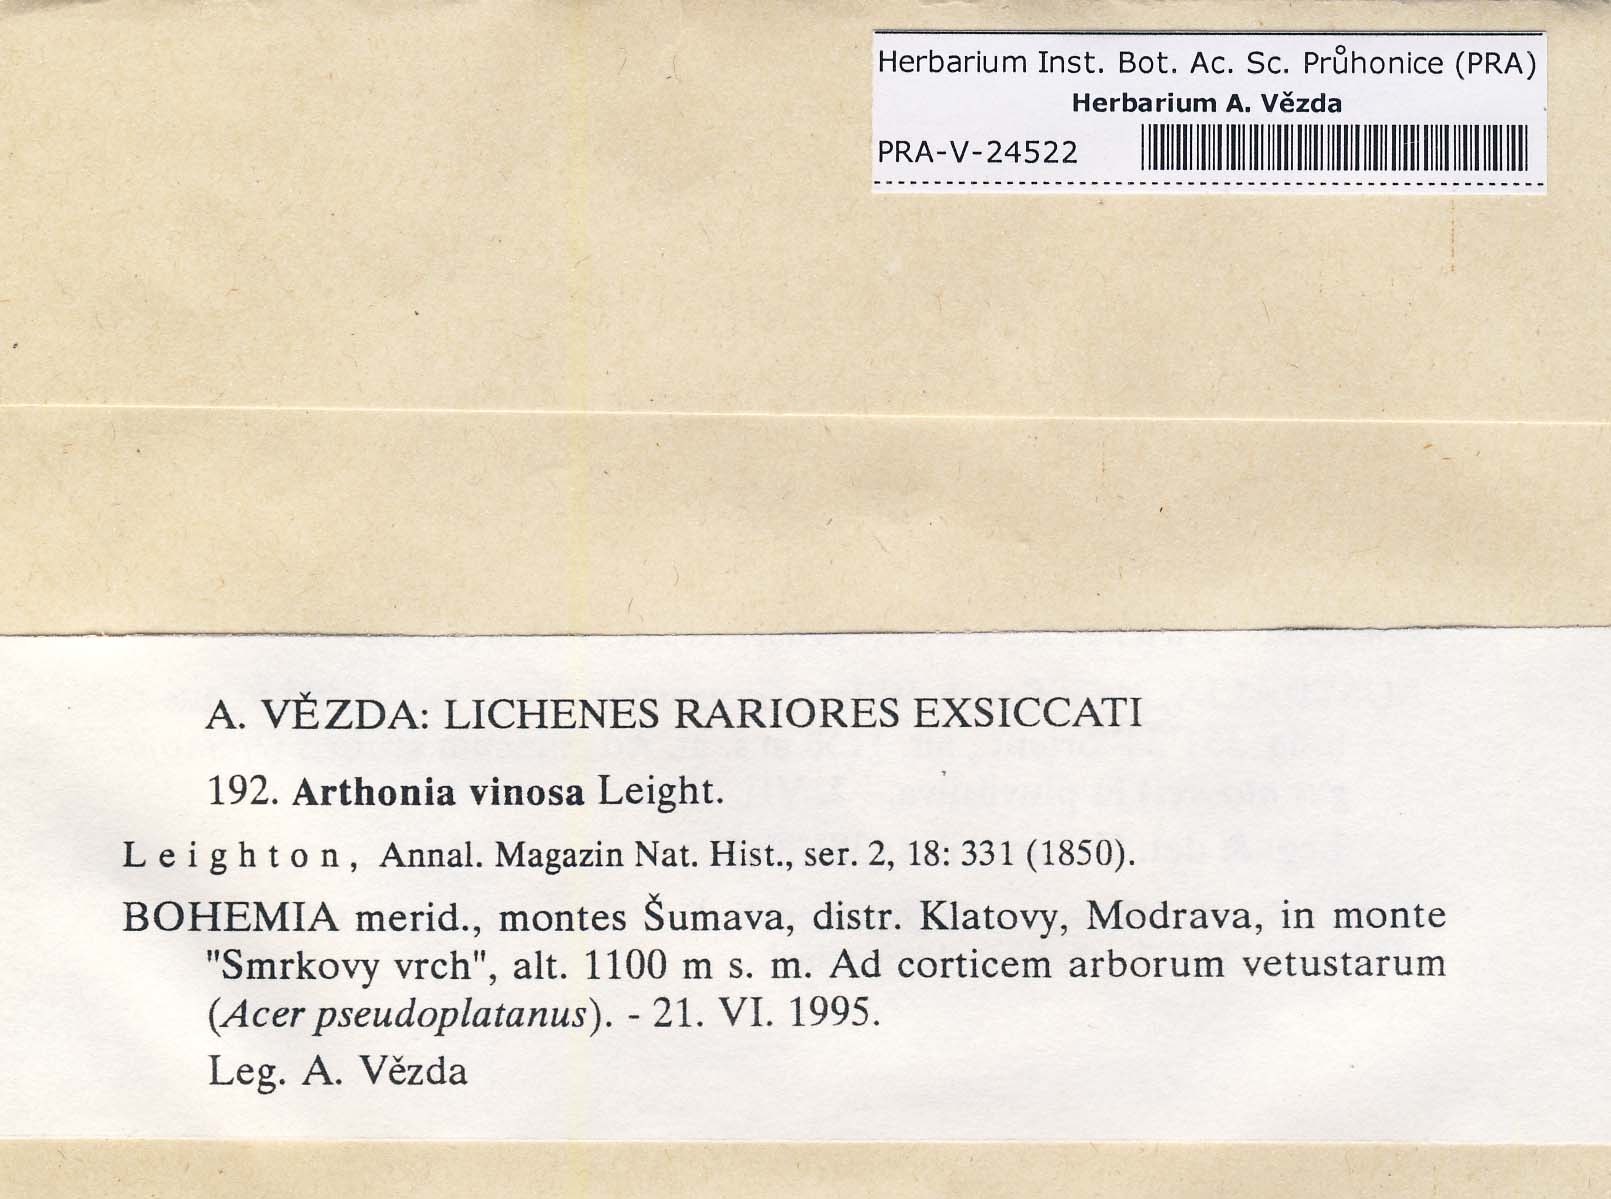 Herbarium Inst. Bot. Ac. Sc. Průhonice (PRA)
Herbarium A. Vězda
PRA-V-24522
A. VĚZDA: LICHENES RARIORES EXSICCATI
192. Arthonia vinosa Leight.
Leighton, Annal. Magazin Nat. Hist., ser. 2, 18: 331 (1850).
BOHEMIA merid., montes Šumava, distr. Klatovy, Modrava, in monte
"Smrkovy vrch", alt. 1100 m s. m. Ad corticem arborum vetustarum
(Acer pseudoplatanus). - 21. VI. 1995.
Leg. A. Vězda